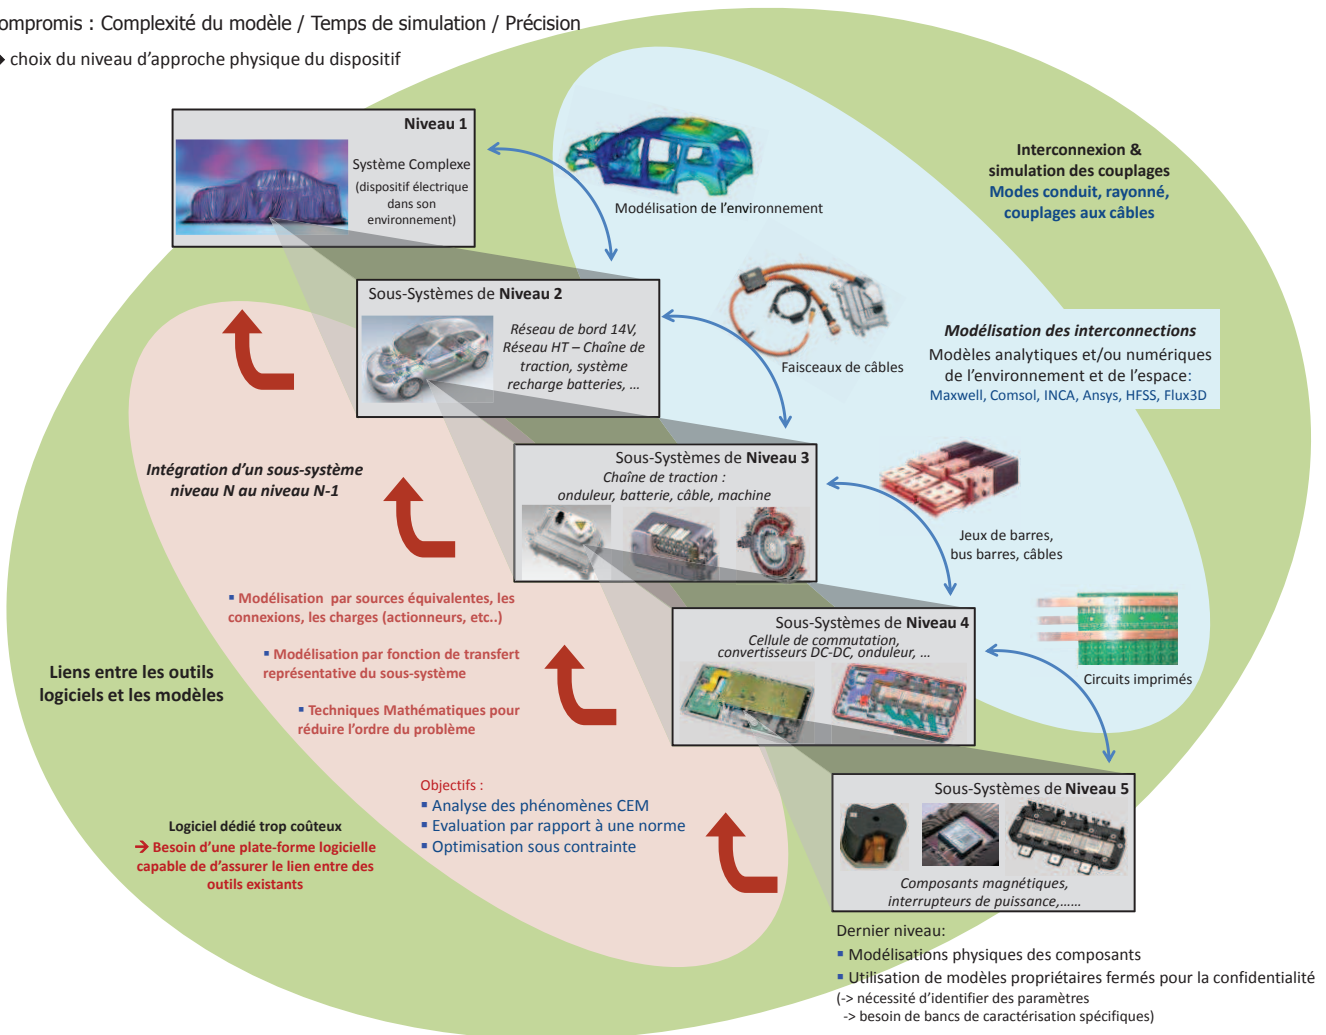 ompromis : Complexité du modèle / Temps de simulation / Précision
➔ choix du niveau d’approche physique du dispositif
Niveau 1
Système Complexe
(dispositif électrique
dans son
environnement)
Modélisation de l’environnement
Interconnexion &
simulation des couplages
Modes conduit, rayonné,
couplages aux câbles
Sous-Systèmes de Niveau 2
Réseau de bord 14V,
Réseau HT – Chaîne de
traction, système
recharge batteries, …
Faisceaux de câbles
Modélisation des interconnections
Modèles analytiques et/ou numériques
de l’environnement et de l’espace:
Maxwell, Comsol, INCA, Ansys, HFSS, Flux3D
Intégration d’un sous-système
niveau N au niveau N-1
Sous-Systèmes de Niveau 3
Chaîne de traction :
onduleur, batterie, câble, machine
Jeux de barres,
bus barres, câbles
▪ Modélisation par sources équivalentes, les
connexions, les charges (actionneurs, etc..)
▪ Modélisation par fonction de transfert
représentative du sous-système
▪ Techniques Mathématiques pour
réduire l’ordre du problème
Liens entre les outils
logiciels et les modèles
Sous-Systèmes de Niveau 4
Cellule de commutation,
convertisseurs DC-DC, onduleur, …
Circuits imprimés
Objectifs :
▪ Analyse des phénomènes CEM
▪ Evaluation par rapport à une norme
▪ Optimisation sous contrainte
Logiciel dédié trop coûteux
➔ Besoin d’une plate-forme logicielle
capable de d’assurer le lien entre des
outils existants
Sous-Systèmes de Niveau 5
Composants magnétiques,
interrupteurs de puissance,……
Dernier niveau:
▪ Modélisations physiques des composants
▪ Utilisation de modèles propriétaires fermés pour la confidentialité
(-> nécessité d’identifier des paramètres
-> besoin de bancs de caractérisation spécifiques)